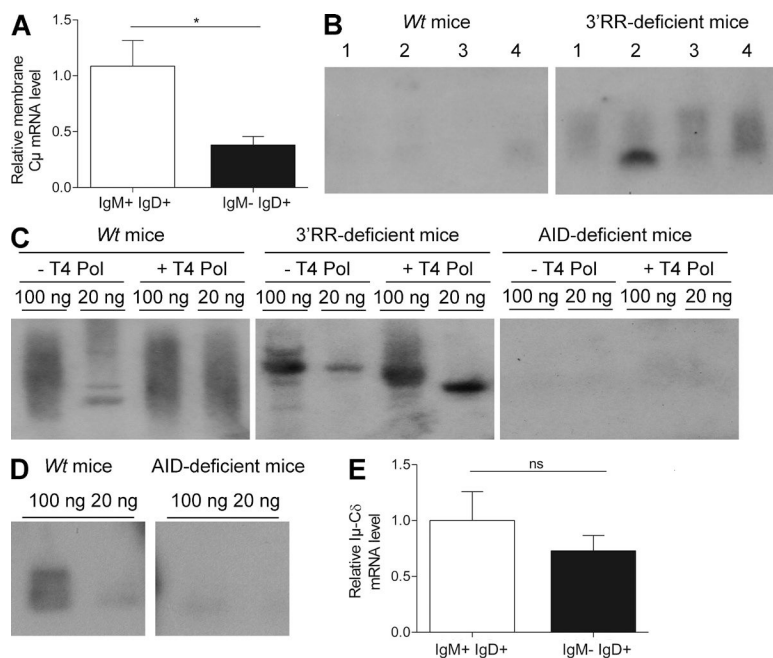 A
Relative membrane
Cμ mRNA level
1.5
1.0
0.5
0.0
*
IgM+ IgD+
IgM- IgD+
B
Wt mice
3'RR-deficient mice
1 2 3 4
1 2 3 4
C
Wt mice
3'RR-deficient mice
AID-deficient mice
- T4 Pol
+ T4 Pol
- T4 Pol
+ T4 Pol
- T4 Pol
+ T4 Pol
100 ng 20 ng 100 ng 20 ng
100 ng 20 ng 100 ng 20 ng
100 ng 20 ng 100 ng 20 ng
D
Wt mice
AID-deficient mice
100 ng 20 ng
100 ng 20 ng
E
Relative Iμ-Cδ
mRNA level
1.5
1.0
0.5
0.0
ns
IgM+ IgD+
IgM- IgD+